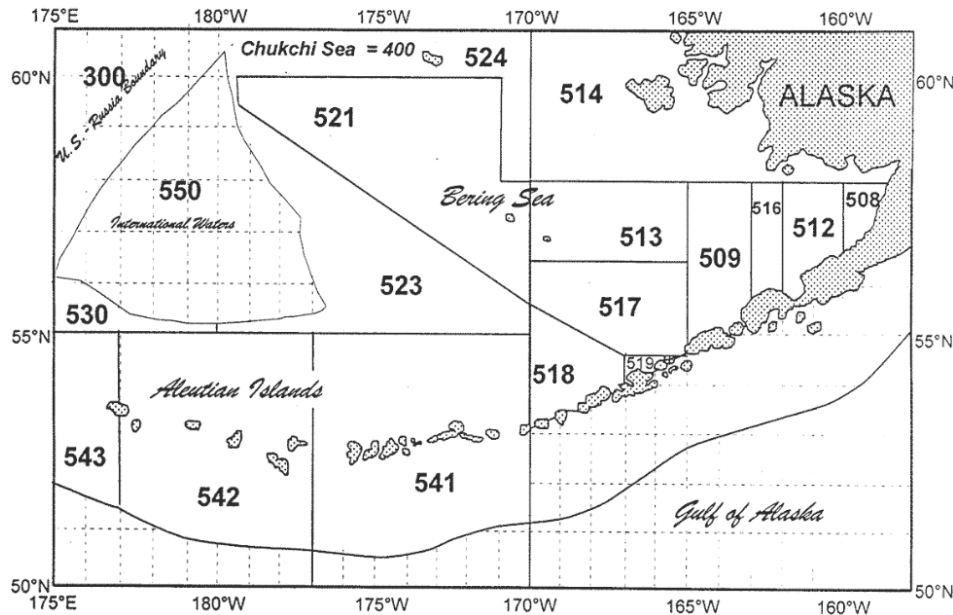 175°E 180°W 175°W 170°W 165°W 160°W
60°N 60°N
Chukchi Sea = 400
524
300
U.S.- Russia Boundary
521
514
ALASKA
550
International Waters
Bering Sea
513
509
516
512
508
523
517
530
55°N 55°N
518
519
Aleutian Islands
543
542
541
Gulf of Alaska
50°N 50°N
175°E 180°W 175°W 170°W 165°W 160°W